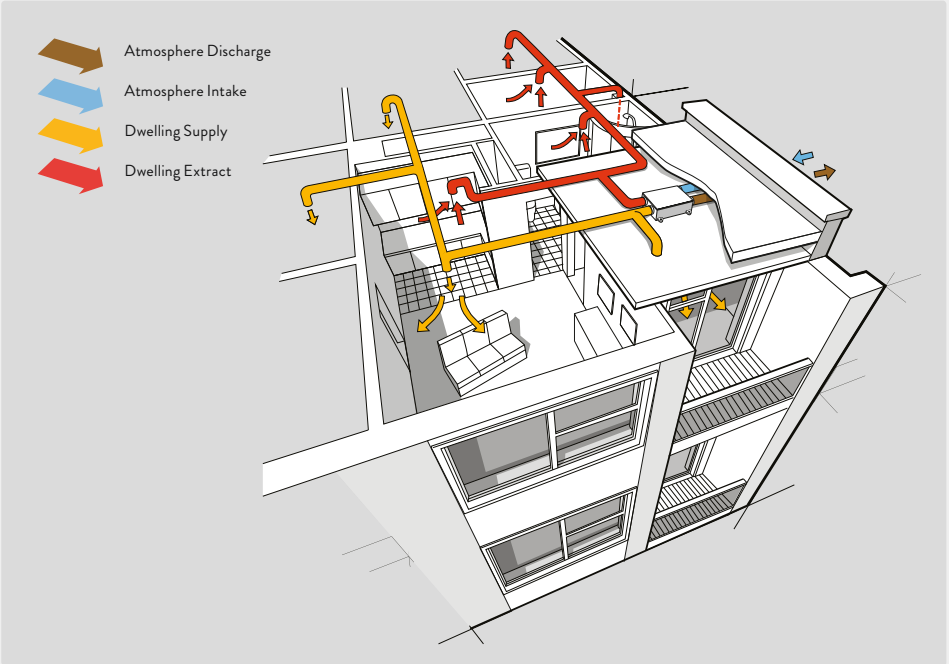 Atmosphere Discharge
Atmosphere Intake
Dwelling Supply
Dwelling Extract